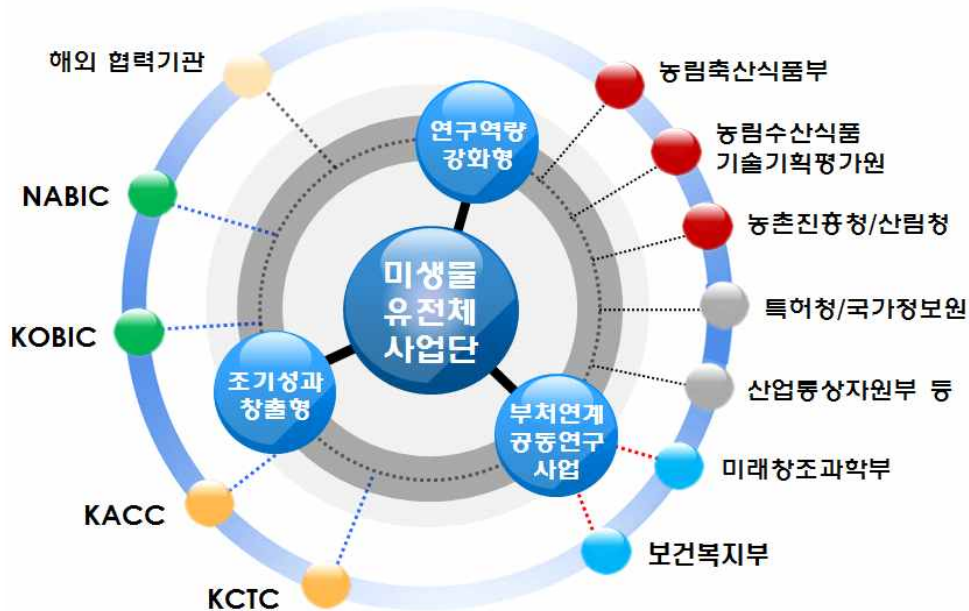 해외 협력기관
NABIC
KOBIC
KACC
KCTC
연구역량
강화형
미생물
유전체
사업단
조기성과
창출형
부처연계
공동연구
사업
농림축산식품부
농림수산식품
기술기획평가원
농촌진흥청/산림청
특허청/국가정보원
산업통상자원부 등
미래창조과학부
보건복지부